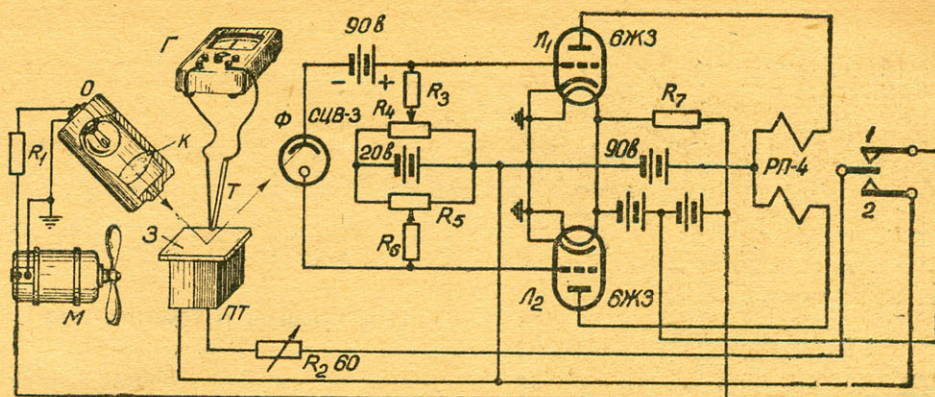 Г
90в
Л₁
6Ж3
О
К
- +
R₃
R₄
R₇
Ф
СЦВ-3
R₁
20в
90в
РП-4
1
2
Т
З
R₅
R₆
М
ПТ
Л₂
6Ж3
R₂ 60